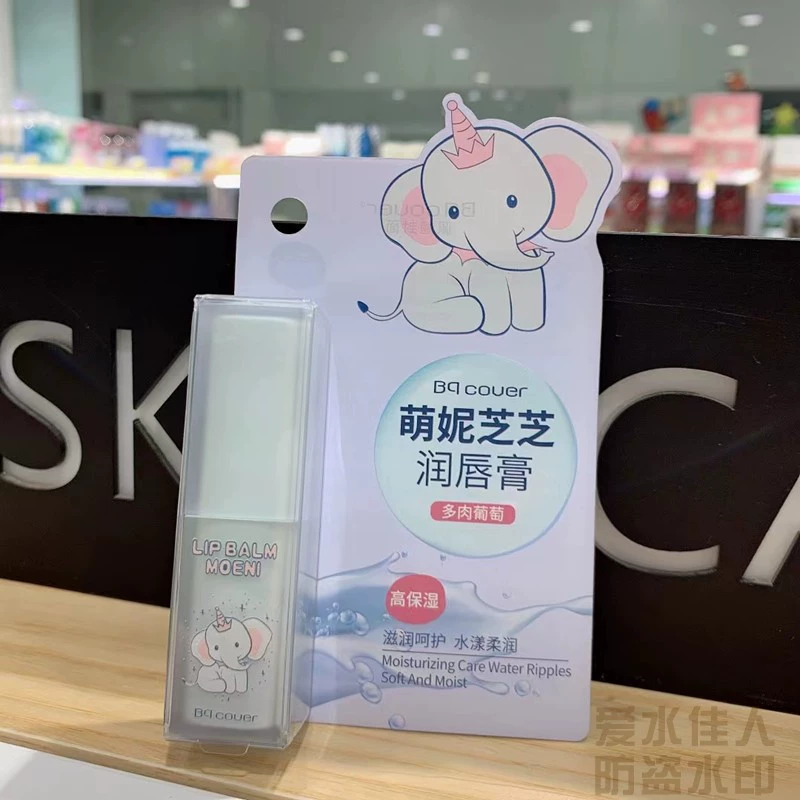 Bq couer
萌妮芝芝
润唇膏
多肉葡萄
高保湿
滋润呵护 水漾柔润
Moisturizing Care Water Ripples
Soft And Moist
LIP BALM
MOENI
Bq couer
SK
CA
爱水佳人
防盗水印